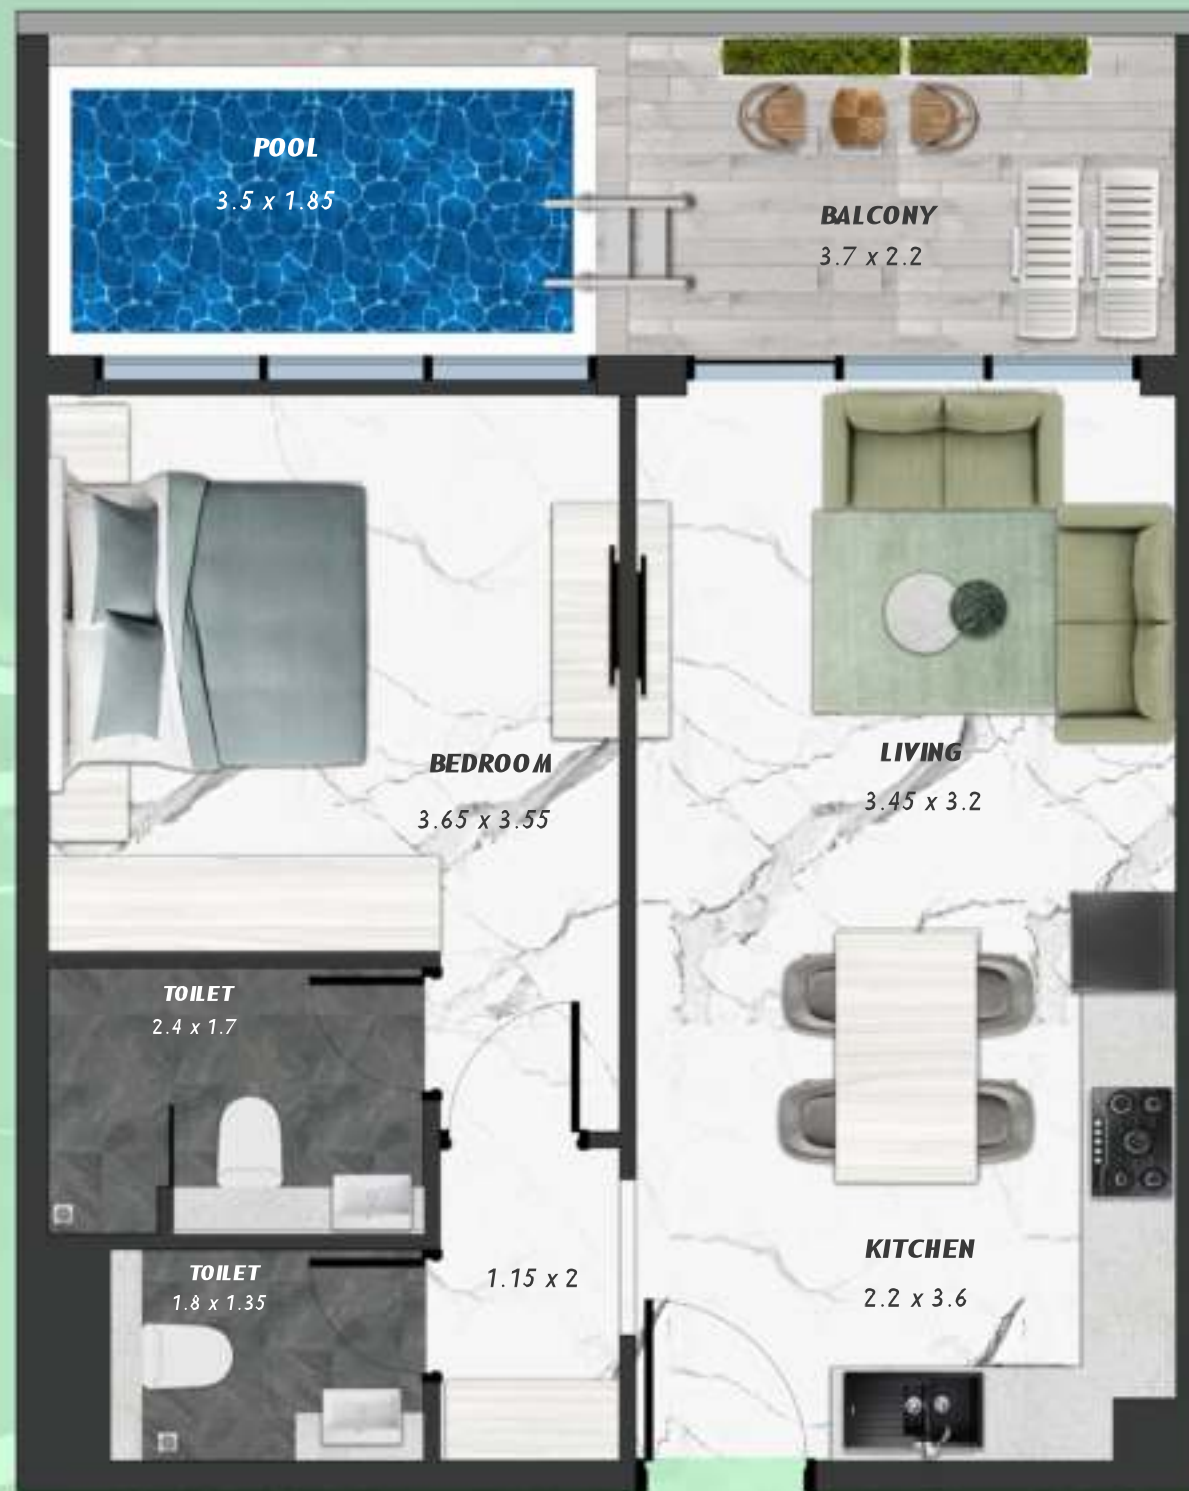 POOL
3.5 x 1.85
BALCONY
3.7 x 2.2
BEDROOM
3.65 x 3.55
LIVING
3.45 x 3.2
TOILET
2.4 x 1.7
TOILET
1.8 x 1.35
1.15 x 2
KITCHEN
2.2 x 3.6